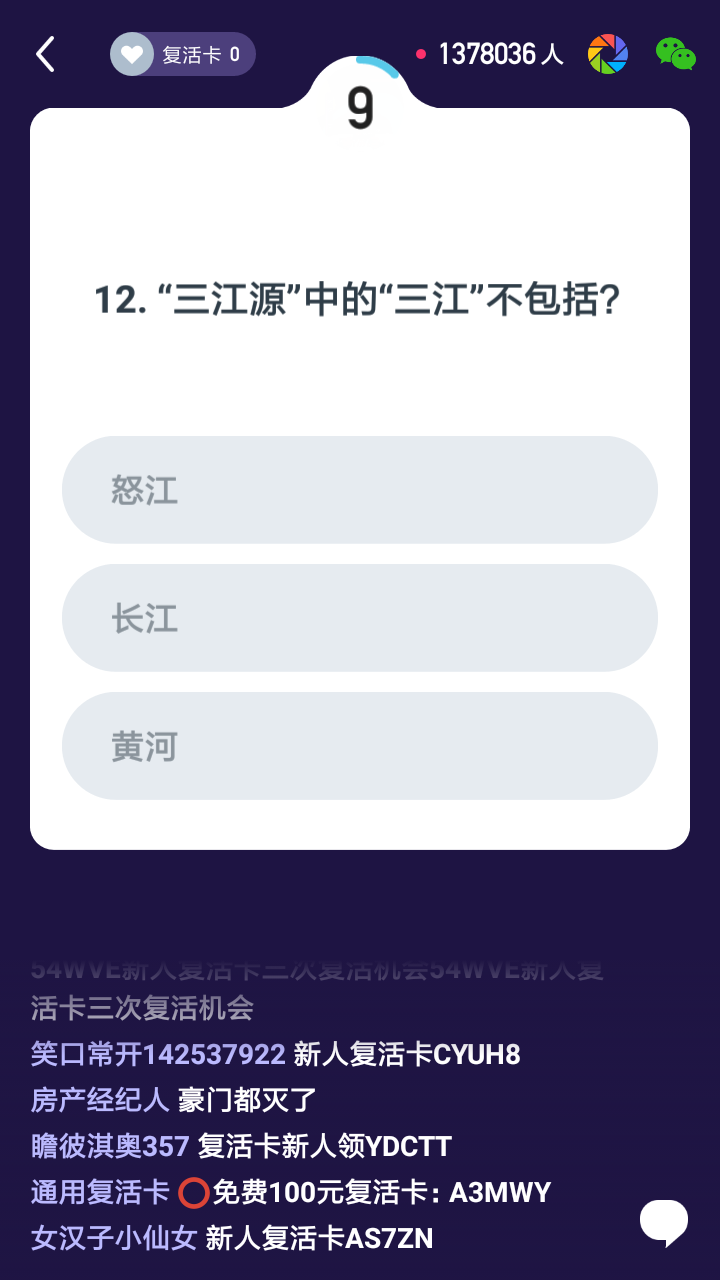 复活卡 0
1378036 人
9
12. “三江源”中的“三江”不包括?
怒江
长江
黄河
54WVE新人复活卡三次复活机会54WVE新人复
活卡三次复活机会
笑口常开142537922 新人复活卡CYUH8
房产经纪人 豪门都灭了
瞻彼淇奥357 复活卡新人领YDCTT
通用复活卡 ⭕免费100元复活卡：A3MWY
女汉子小仙女 新人复活卡AS7ZN